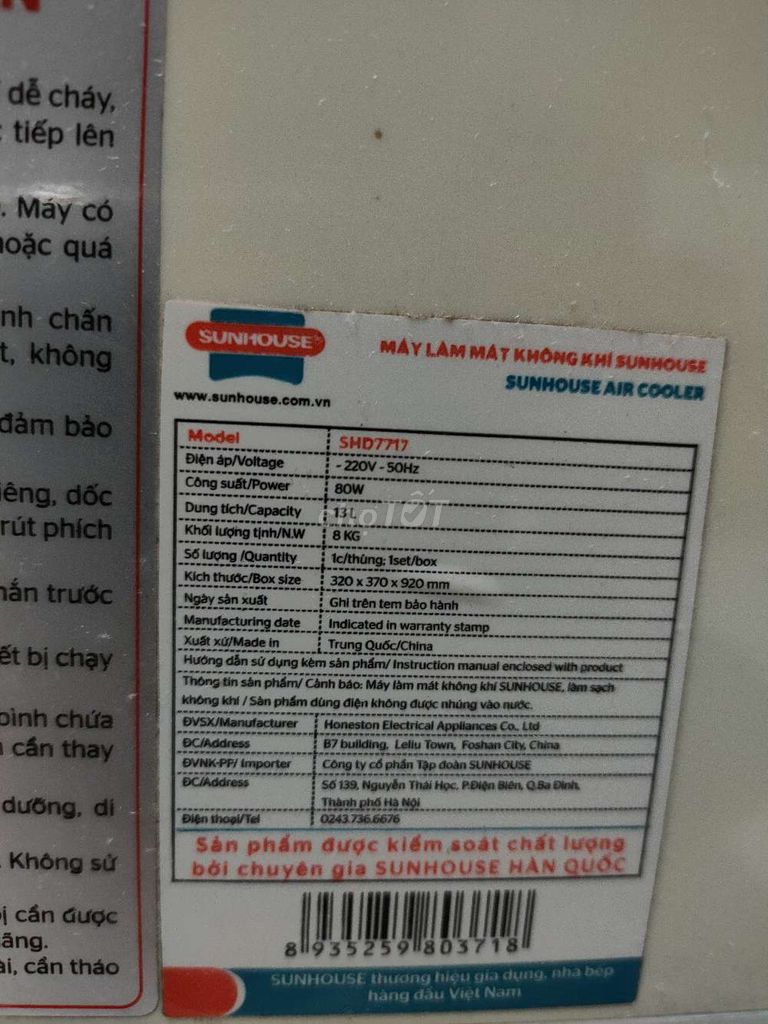 N
dễ cháy,
tiếp lên
. Máy có
hoặc quá
nh chấn
t, không
đảm bảo
iêng, dốc
rút phích
hắn trước
ết bị chạy
bình chứa
cần thay
dưỡng, di
. Không sử
ị cần được
ãng.
ài, cần tháo
SUNHOUSE
www.sunhouse.com.vn
MÁY LÀM MÁT KHÔNG KHÍ SUNHOUSE
SUNHOUSE AIR COOLER
Model SHD7717
Điện áp/Voltage ~ 220V - 50Hz
Công suất/Power 80W
Dung tích/Capacity 13 L
chợTỐT
Khối lượng tịnh/N.W 8 KG
Số lượng /Quantity 1c/thùng; 1set/box
Kích thước/Box size 320 x 370 x 920 mm
Ngày sản xuất Ghi trên tem bảo hành
Manufacturing date Indicated in warranty stamp
Xuất xứ/Made in Trung Quốc/China
Hướng dẫn sử dụng kèm sản phẩm/ Instruction manual enclosed with product
Thông tin sản phẩm/ Cảnh báo: Máy làm mát không khí SUNHOUSE, làm sạch
không khí / Sản phẩm dùng điện không được nhúng vào nước.
ĐVSX/Manufacturer Honeston Electrical Appliances Co., Ltd
ĐC/Address B7 building, Leliu Town, Foshan City, China
ĐVNK-PP/ Importer Công ty cổ phần Tập đoàn SUNHOUSE
ĐC/Address Số 139, Nguyễn Thái Học, P.Điện Biên, Q.Ba Đình,
Thành phố Hà Nội
Điện thoại/Tel 0243.736.6676
Sản phẩm được kiểm soát chất lượng
bởi chuyên gia SUNHOUSE HÀN QUỐC
8 935259 803718
SUNHOUSE thương hiệu gia dụng, nhà bếp
hàng đầu Việt Nam